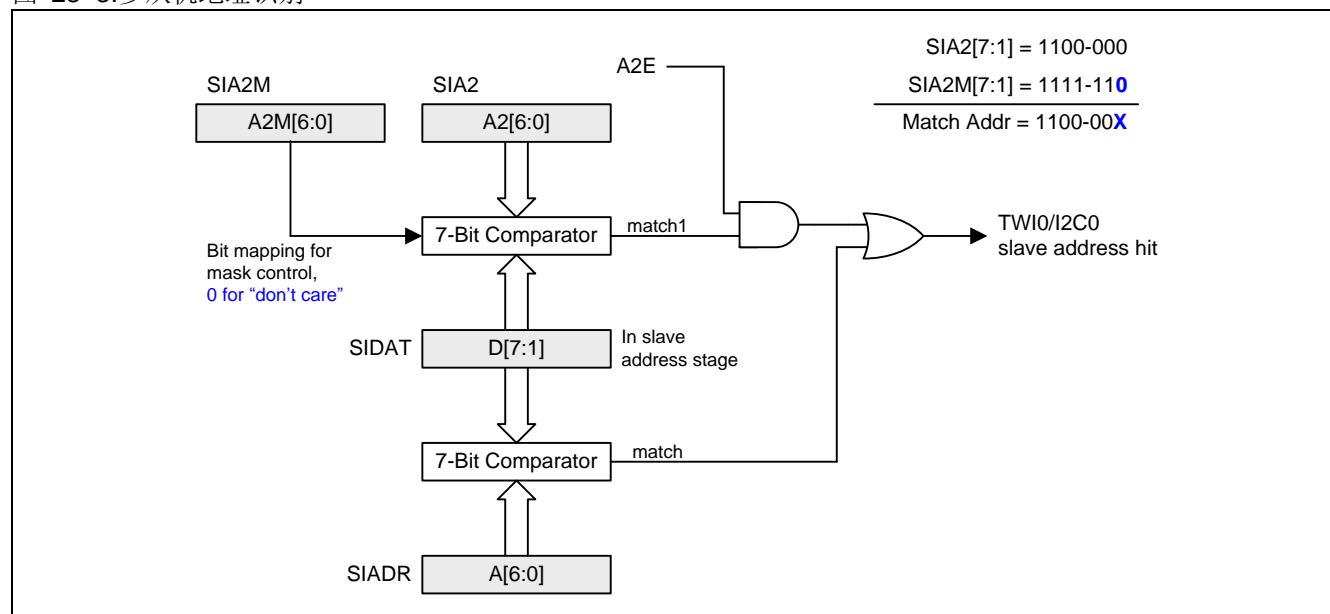 SIA2[7:1] = 1100-000
SIA2M[7:1] = 1111-110
Match Addr = 1100-00X
A2E
SIA2M
SIA2
A2M[6:0]
A2[6:0]
7-Bit Comparator
match1
TWI0/I2C0
slave address hit
Bit mapping for
mask control,
0 for “don’t care”
SIDAT
D[7:1]
In slave
address stage
7-Bit Comparator
match
SIADR
A[6:0]